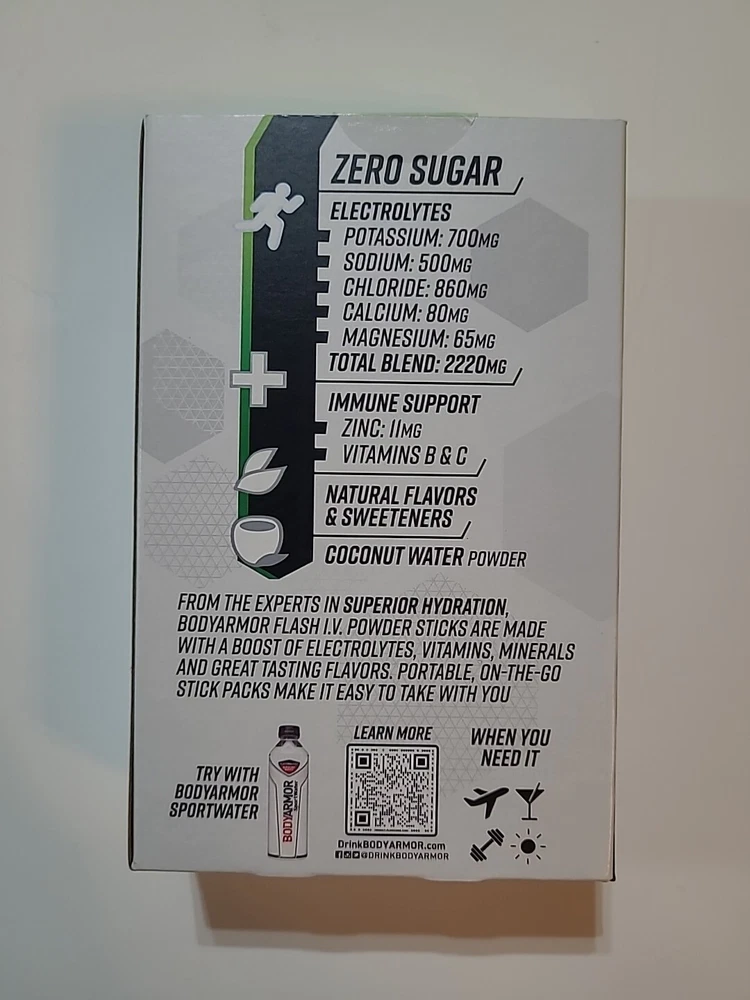 ZERO SUGAR
ELECTROLYTES
POTASSIUM: 700MG
SODIUM: 500MG
CHLORIDE: 860MG
CALCIUM: 80MG
MAGNESIUM: 65MG
TOTAL BLEND: 2220MG
IMMUNE SUPPORT
ZINC: 11MG
VITAMINS B & C
NATURAL FLAVORS
& SWEETENERS
COCONUT WATER POWDER
FROM THE EXPERTS IN SUPERIOR HYDRATION,
BODYARMOR FLASH I.V. POWDER STICKS ARE MADE
WITH A BOOST OF ELECTROLYTES, VITAMINS, MINERALS
AND GREAT TASTING FLAVORS. PORTABLE, ON-THE-GO
STICK PACKS MAKE IT EASY TO TAKE WITH YOU
TRY WITH
BODYARMOR
SPORTWATER
BODYARMOR
SportWater
LEARN MORE
DrinkBODYARMOR.com
@DRINKBODYARMOR
WHEN YOU
NEED IT